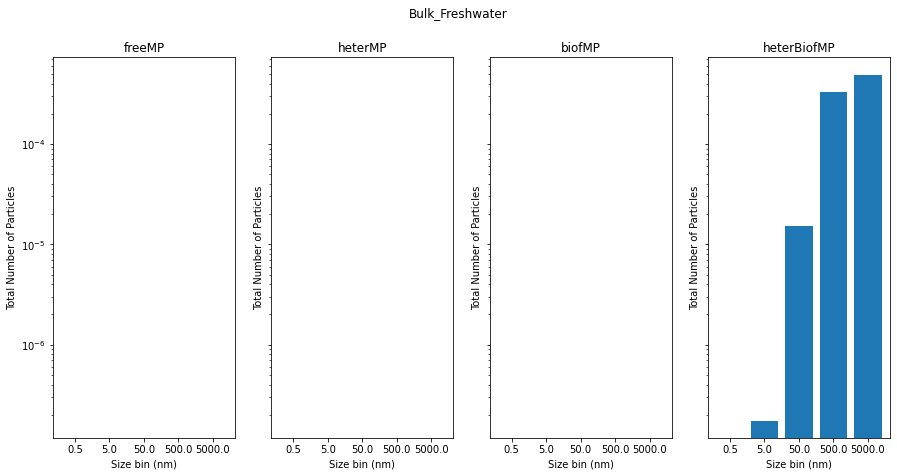 Bulk_Freshwater
freeMP
heterMP
biofMP
heterBiofMP
Total Number of Particles
10⁻⁴
10⁻⁵
10⁻⁶
0.5 5.0 50.0 500.0 5000.0
Size bin (nm)
Total Number of Particles
0.5 5.0 50.0 500.0 5000.0
Size bin (nm)
Total Number of Particles
0.5 5.0 50.0 500.0 5000.0
Size bin (nm)
Total Number of Particles
0.5 5.0 50.0 500.0 5000.0
Size bin (nm)